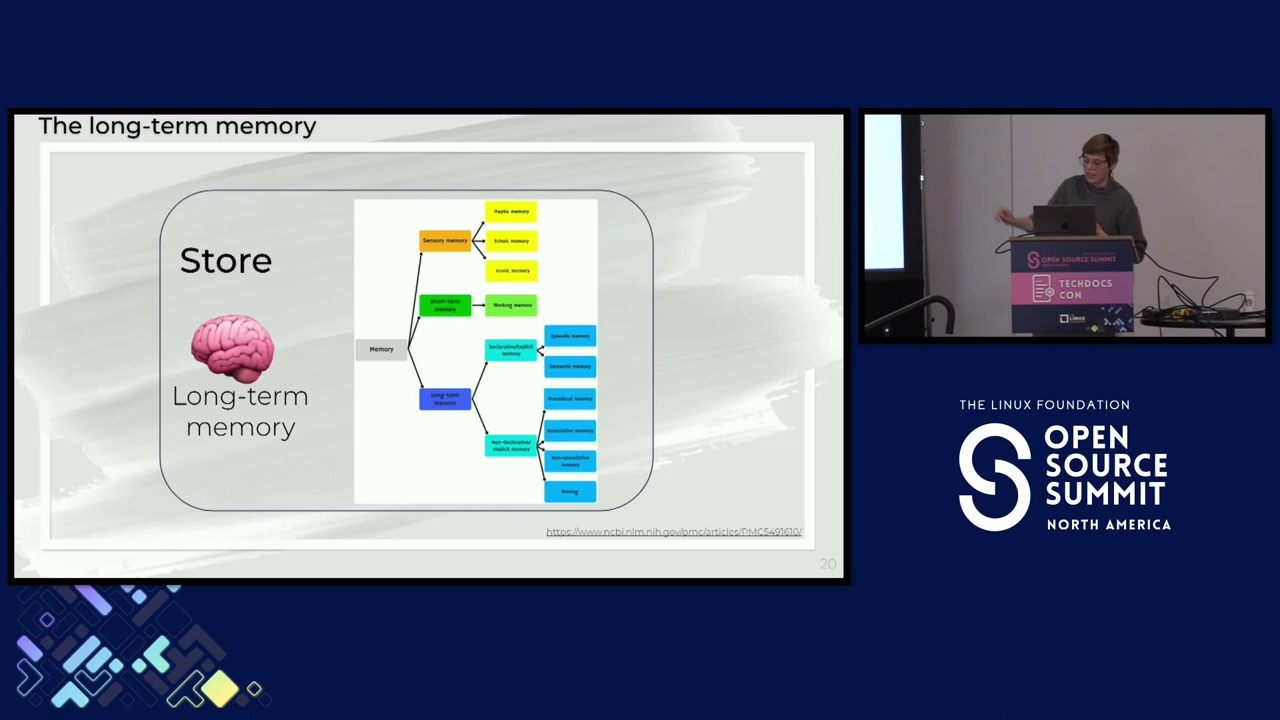 The long-term memory
Store
Long-term
memory
Memory
Sensory memory
Haptic memory
Echoic memory
Iconic memory
Short-term
memory
Working memory
Long-term
memory
Declarative/Explicit
memory
Episodic memory
Semantic memory
Non-declarative/
Implicit memory
Procedural memory
Associative memory
Non-associative
memory
Priming
https://www.ncbi.nlm.nih.gov/pmc/articles/PMC5491610/
20
OPEN SOURCE SUMMIT
TECHDOCS
CON
LINUX
THE LINUX FOUNDATION
OPEN
SOURCE
SUMMIT
NORTH AMERICA